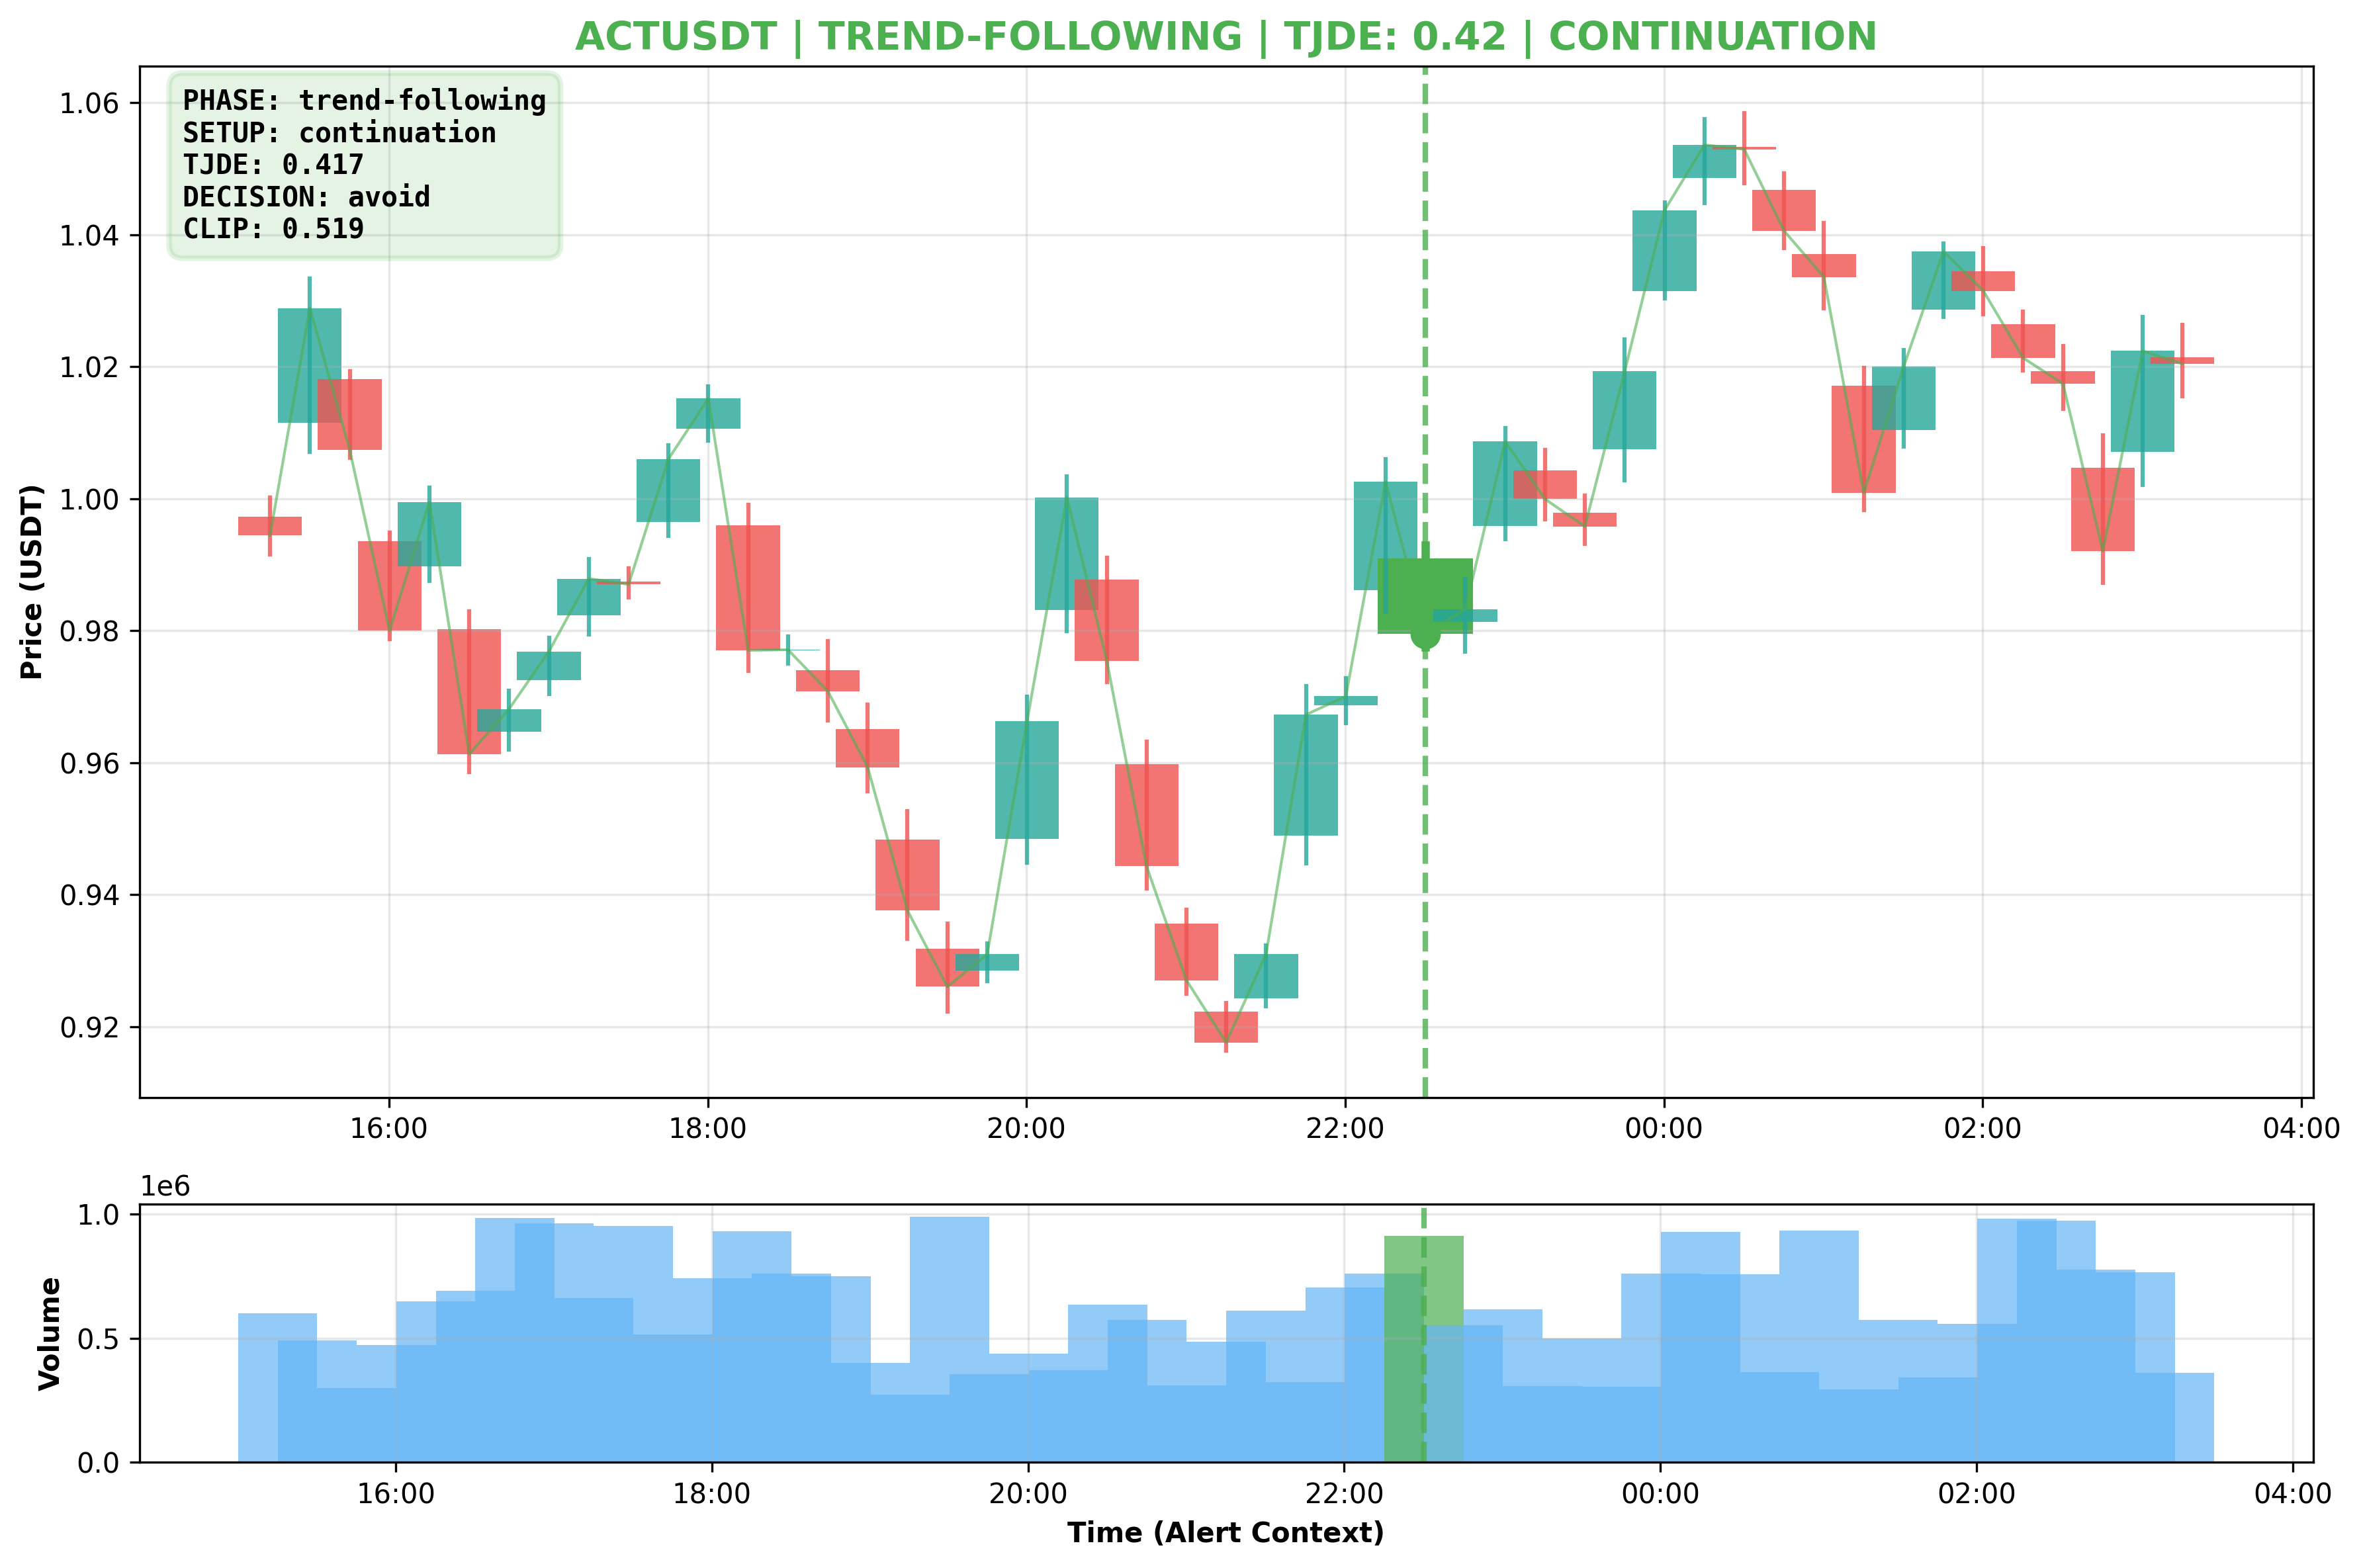 ACTUSDT | TREND-FOLLOWING | TJDE: 0.42 | CONTINUATION
PHASE: trend-following
SETUP: continuation
TJDE: 0.417
DECISION: avoid
CLIP: 0.519
Price (USDT)
1.06
1.04
1.02
1.00
0.98
0.96
0.94
0.92
16:00 18:00 20:00 22:00 00:00 02:00 04:00
1e6
Volume
1.0
0.5
0.0
16:00 18:00 20:00 22:00 00:00 02:00 04:00
Time (Alert Context)